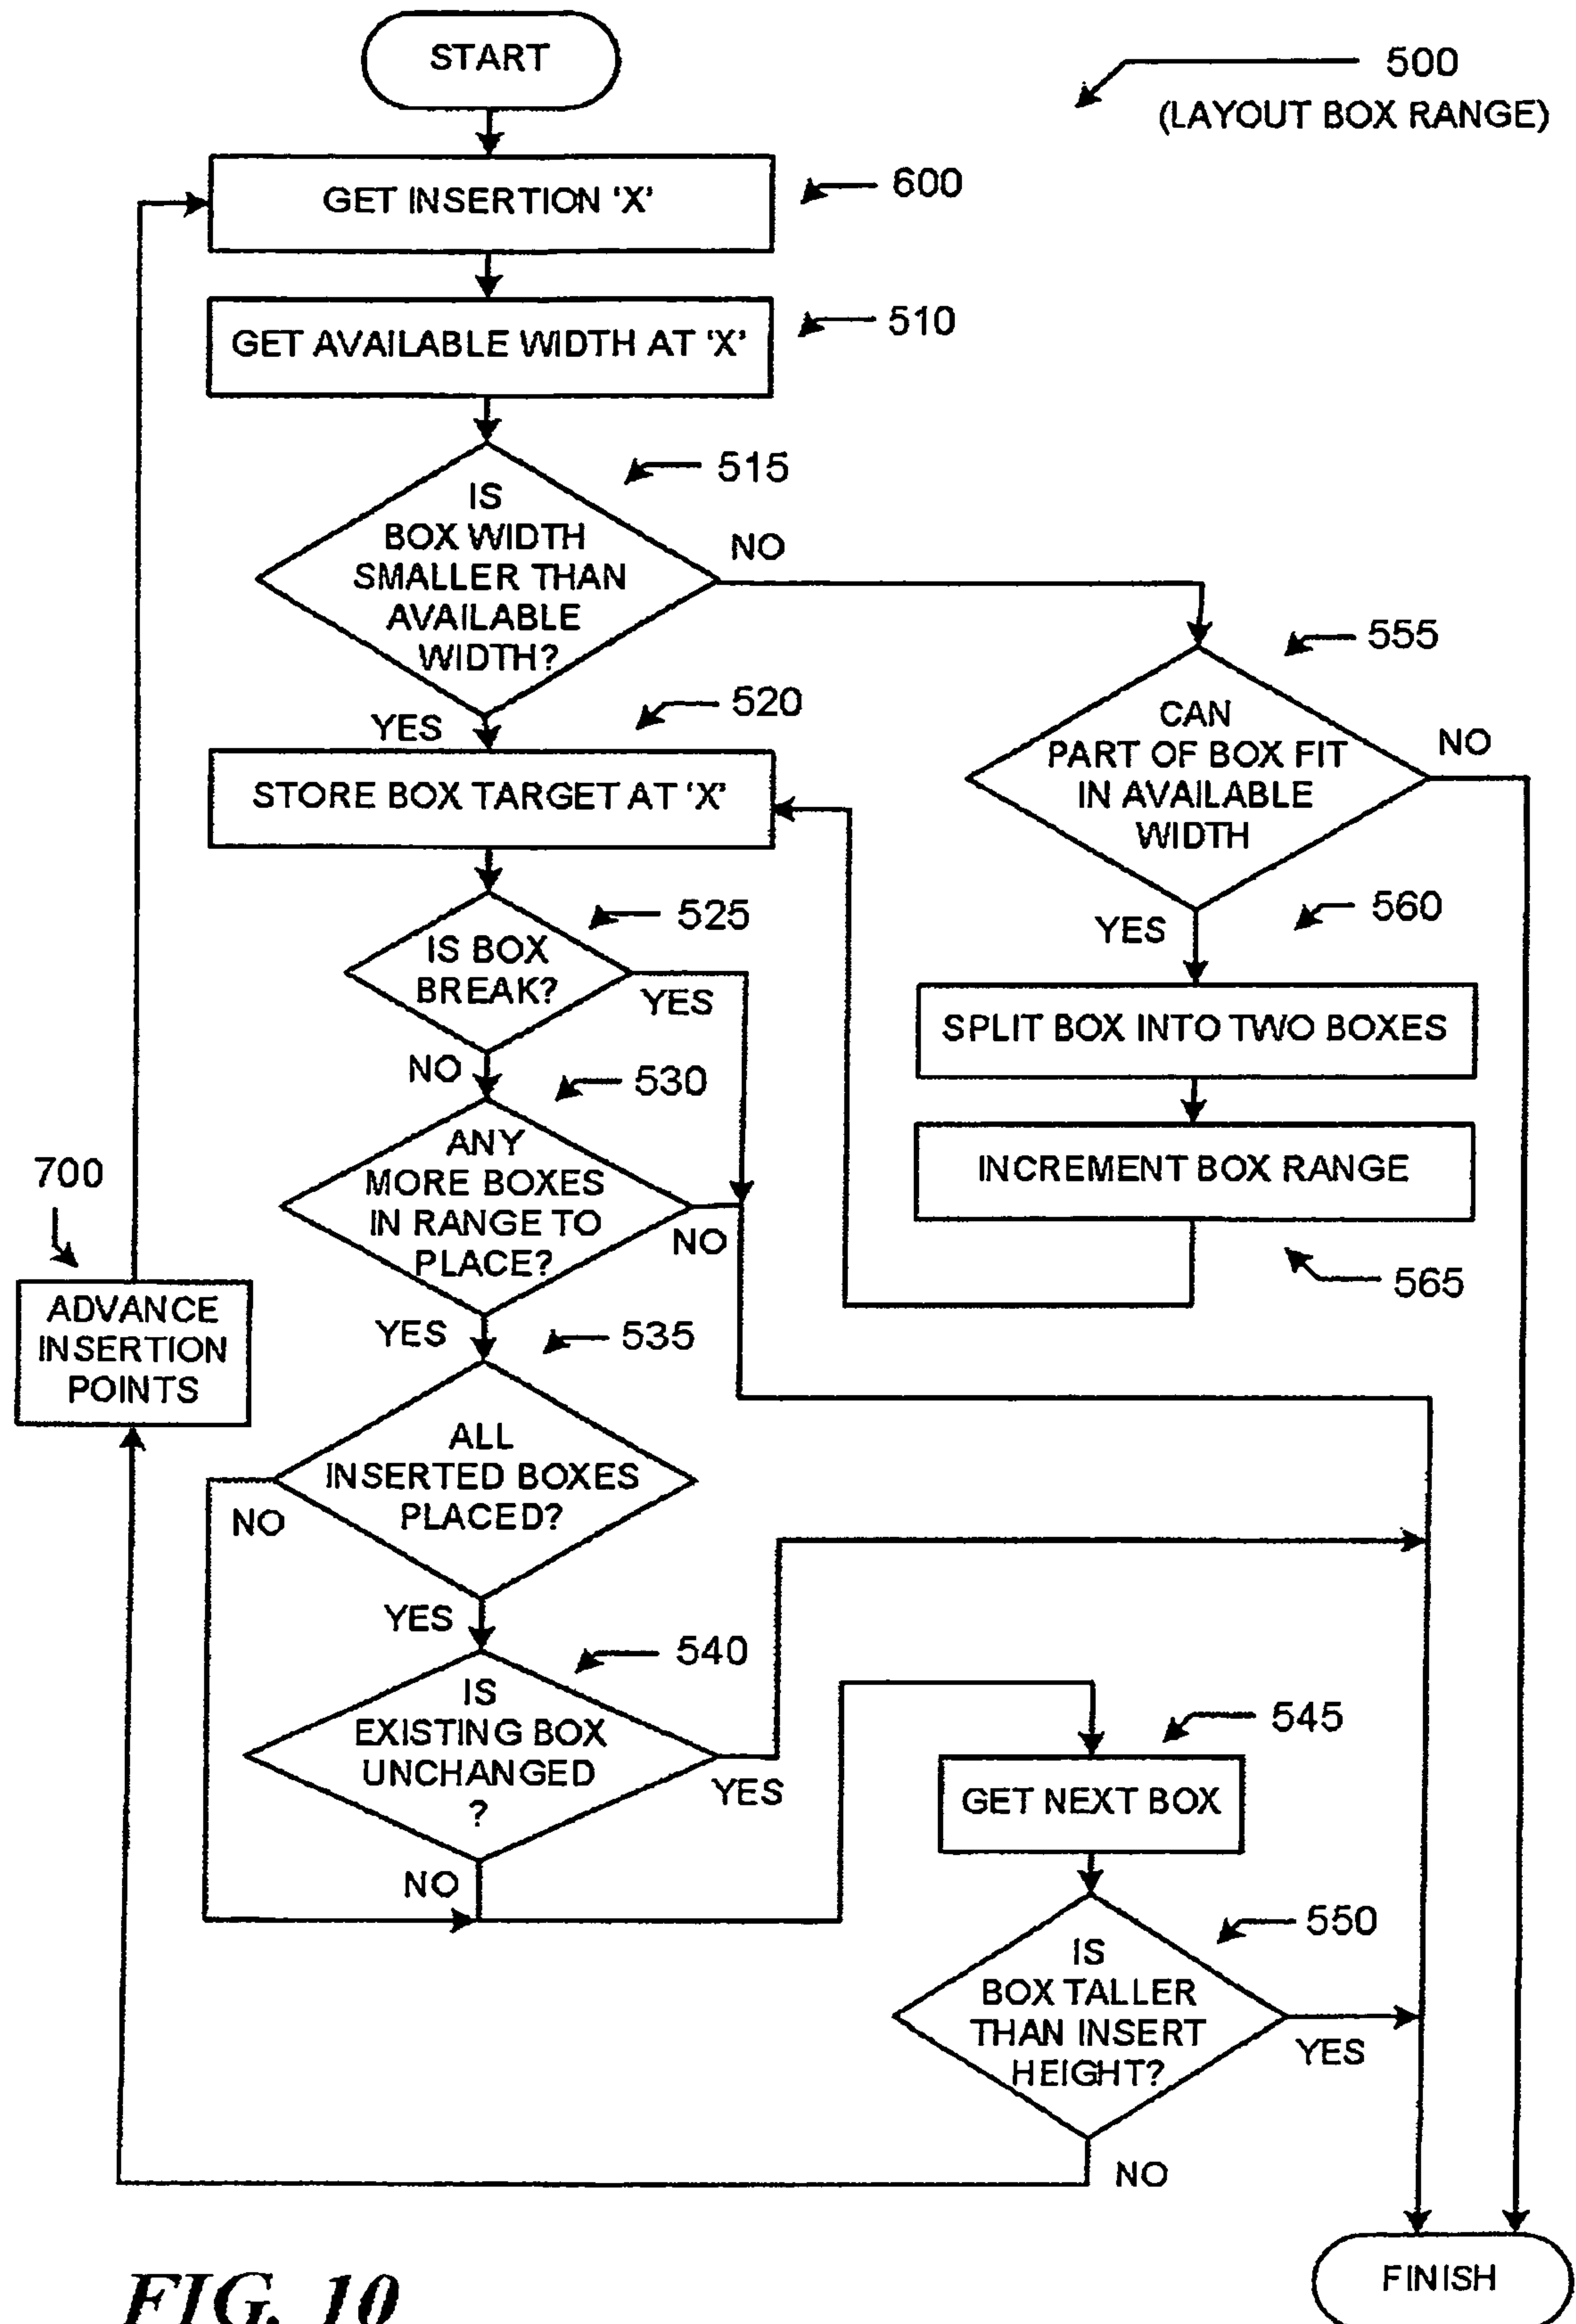 START
500
(LAYOUT BOX RANGE)
GET INSERTION 'X'
600
GET AVAILABLE WIDTH AT 'X'
510
515
IS
BOX WIDTH
SMALLER THAN
AVAILABLE
WIDTH?
NO
YES
555
CAN
PART OF BOX FIT
IN AVAILABLE
WIDTH
NO
YES
520
STORE BOX TARGET AT 'X'
560
SPLIT BOX INTO TWO BOXES
INCREMENT BOX RANGE
565
525
IS BOX
BREAK?
YES
NO
530
ANY
MORE BOXES
IN RANGE TO
PLACE?
NO
YES
700
ADVANCE
INSERTION
POINTS
535
ALL
INSERTED BOXES
PLACED?
NO
YES
540
IS
EXISTING BOX
UNCHANGED
?
YES
NO
545
GET NEXT BOX
550
IS
BOX TALLER
THAN INSERT
HEIGHT?
YES
NO
FINISH
FIG. 10